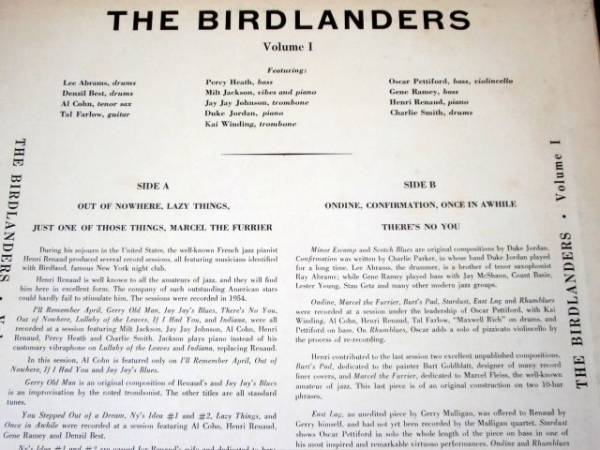 THE BIRDLANDERS
Volume I
Featuring:
Lee Abrams, drums
Denzil Best, drums
Al Cohn, tenor sax
Tal Farlow, guitar
Percy Heath, bass
Milt Jackson, vibes and piano
Jay Jay Johnson, trombone
Duke Jordan, piano
Kai Winding, trombone
Oscar Pettiford, bass, violincello
Gene Ramey, bass
Henri Renaud, piano
Charlie Smith, drums
SIDE A
OUT OF NOWHERE, LAZY THINGS,
JUST ONE OF THOSE THINGS, MARCEL THE FURRIER
During his sojourn in the United States, the well-known French jazz pianist
Henri Renaud produced several record sessions, all featuring musicians identified
with Birdland, famous New York night club.
Henri Renaud is well known to all the amateurs of jazz, and they will find
him here in excellent form. The company of such outstanding American stars
could hardly fail to stimulate him. The sessions were recorded in 1954.
I'll Remember April, Gerry Old Man, Jay Jay's Blues, There's No You,
Out of Nowhere, Lullaby of the Leaves, If I Had You, and Indiana, were all
recorded at a session featuring Milt Jackson, Jay Jay Johnson, Al Cohn, Henri
Renaud, Percy Heath and Charlie Smith. Jackson plays piano instead of his
customary vibraphone on Lullaby of the Leaves and Indiana, replacing Renaud.
In this session, Al Cohn is featured only on I'll Remember April, Out of
Nowhere, If I Had You and Jay Jay's Blues.
Gerry Old Man is an original composition of Renaud's and Jay Jay's Blues
is an improvisation by the noted trombonist. The other titles are all standard
tunes.
You Stepped Out of a Dream, Ny's Idea #1 and #2, Lazy Things, and
Once in Awhile were recorded at a session featuring Al Cohn, Henri Renaud,
Gene Ramey and Denzil Best.
Ny's Idea #1 and #2 are named for Renaud's wife and dedicated to her
SIDE B
ONDINE, CONFIRMATION, ONCE IN AWHILE
THERE'S NO YOU
Minor Escamp and Scotch Blues are original compositions by Duke Jordan.
Confirmation was written by Charlie Parker, in whose band Duke Jordan played
for a long time. Lee Abrams, the drummer, is a brother of tenor saxophonist
Ray Abrams; while Gene Ramey played bass with Jay McShann, Count Basie,
Lester Young, Stan Getz and many other modern jazz groups.
Ondine, Marcel the Furrier, Burt's Pad, Stardust, East Lag and Rhumblues
were recorded at a session under the leadership of Oscar Pettiford, with Kai
Winding, Al Cohn, Henri Renaud, Tal Farlow, "Maxwell Rich" on drums, and
Pettiford on bass. On Rhumblues, Oscar adds a solo of pizzicato violincello by the
process of re-recording.
Henri contributed to the last session two excellent unpublished compositions,
Burt's Pad, dedicated to the painter Burt Goldblatt, designer of many record
liner covers, and Marcel the Furrier, dedicated to Marcel Fleiss, the well-known
amateur of jazz. This last piece is of an original construction on two 10-bar
phrases.
East Lag, an unedited piece by Gerry Mulligan, was offered to Renaud by
Gerry himself, and had not yet been recorded by the Mulligan quartet. Stardust
shows Oscar Pettiford in solo the whole length of the piece on bass in one of
his most inspired and remarkable virtuoso performances. Ondine and Rhumblues
THE BIRDLANDERS • V
THE BIRDLANDERS • Volume I